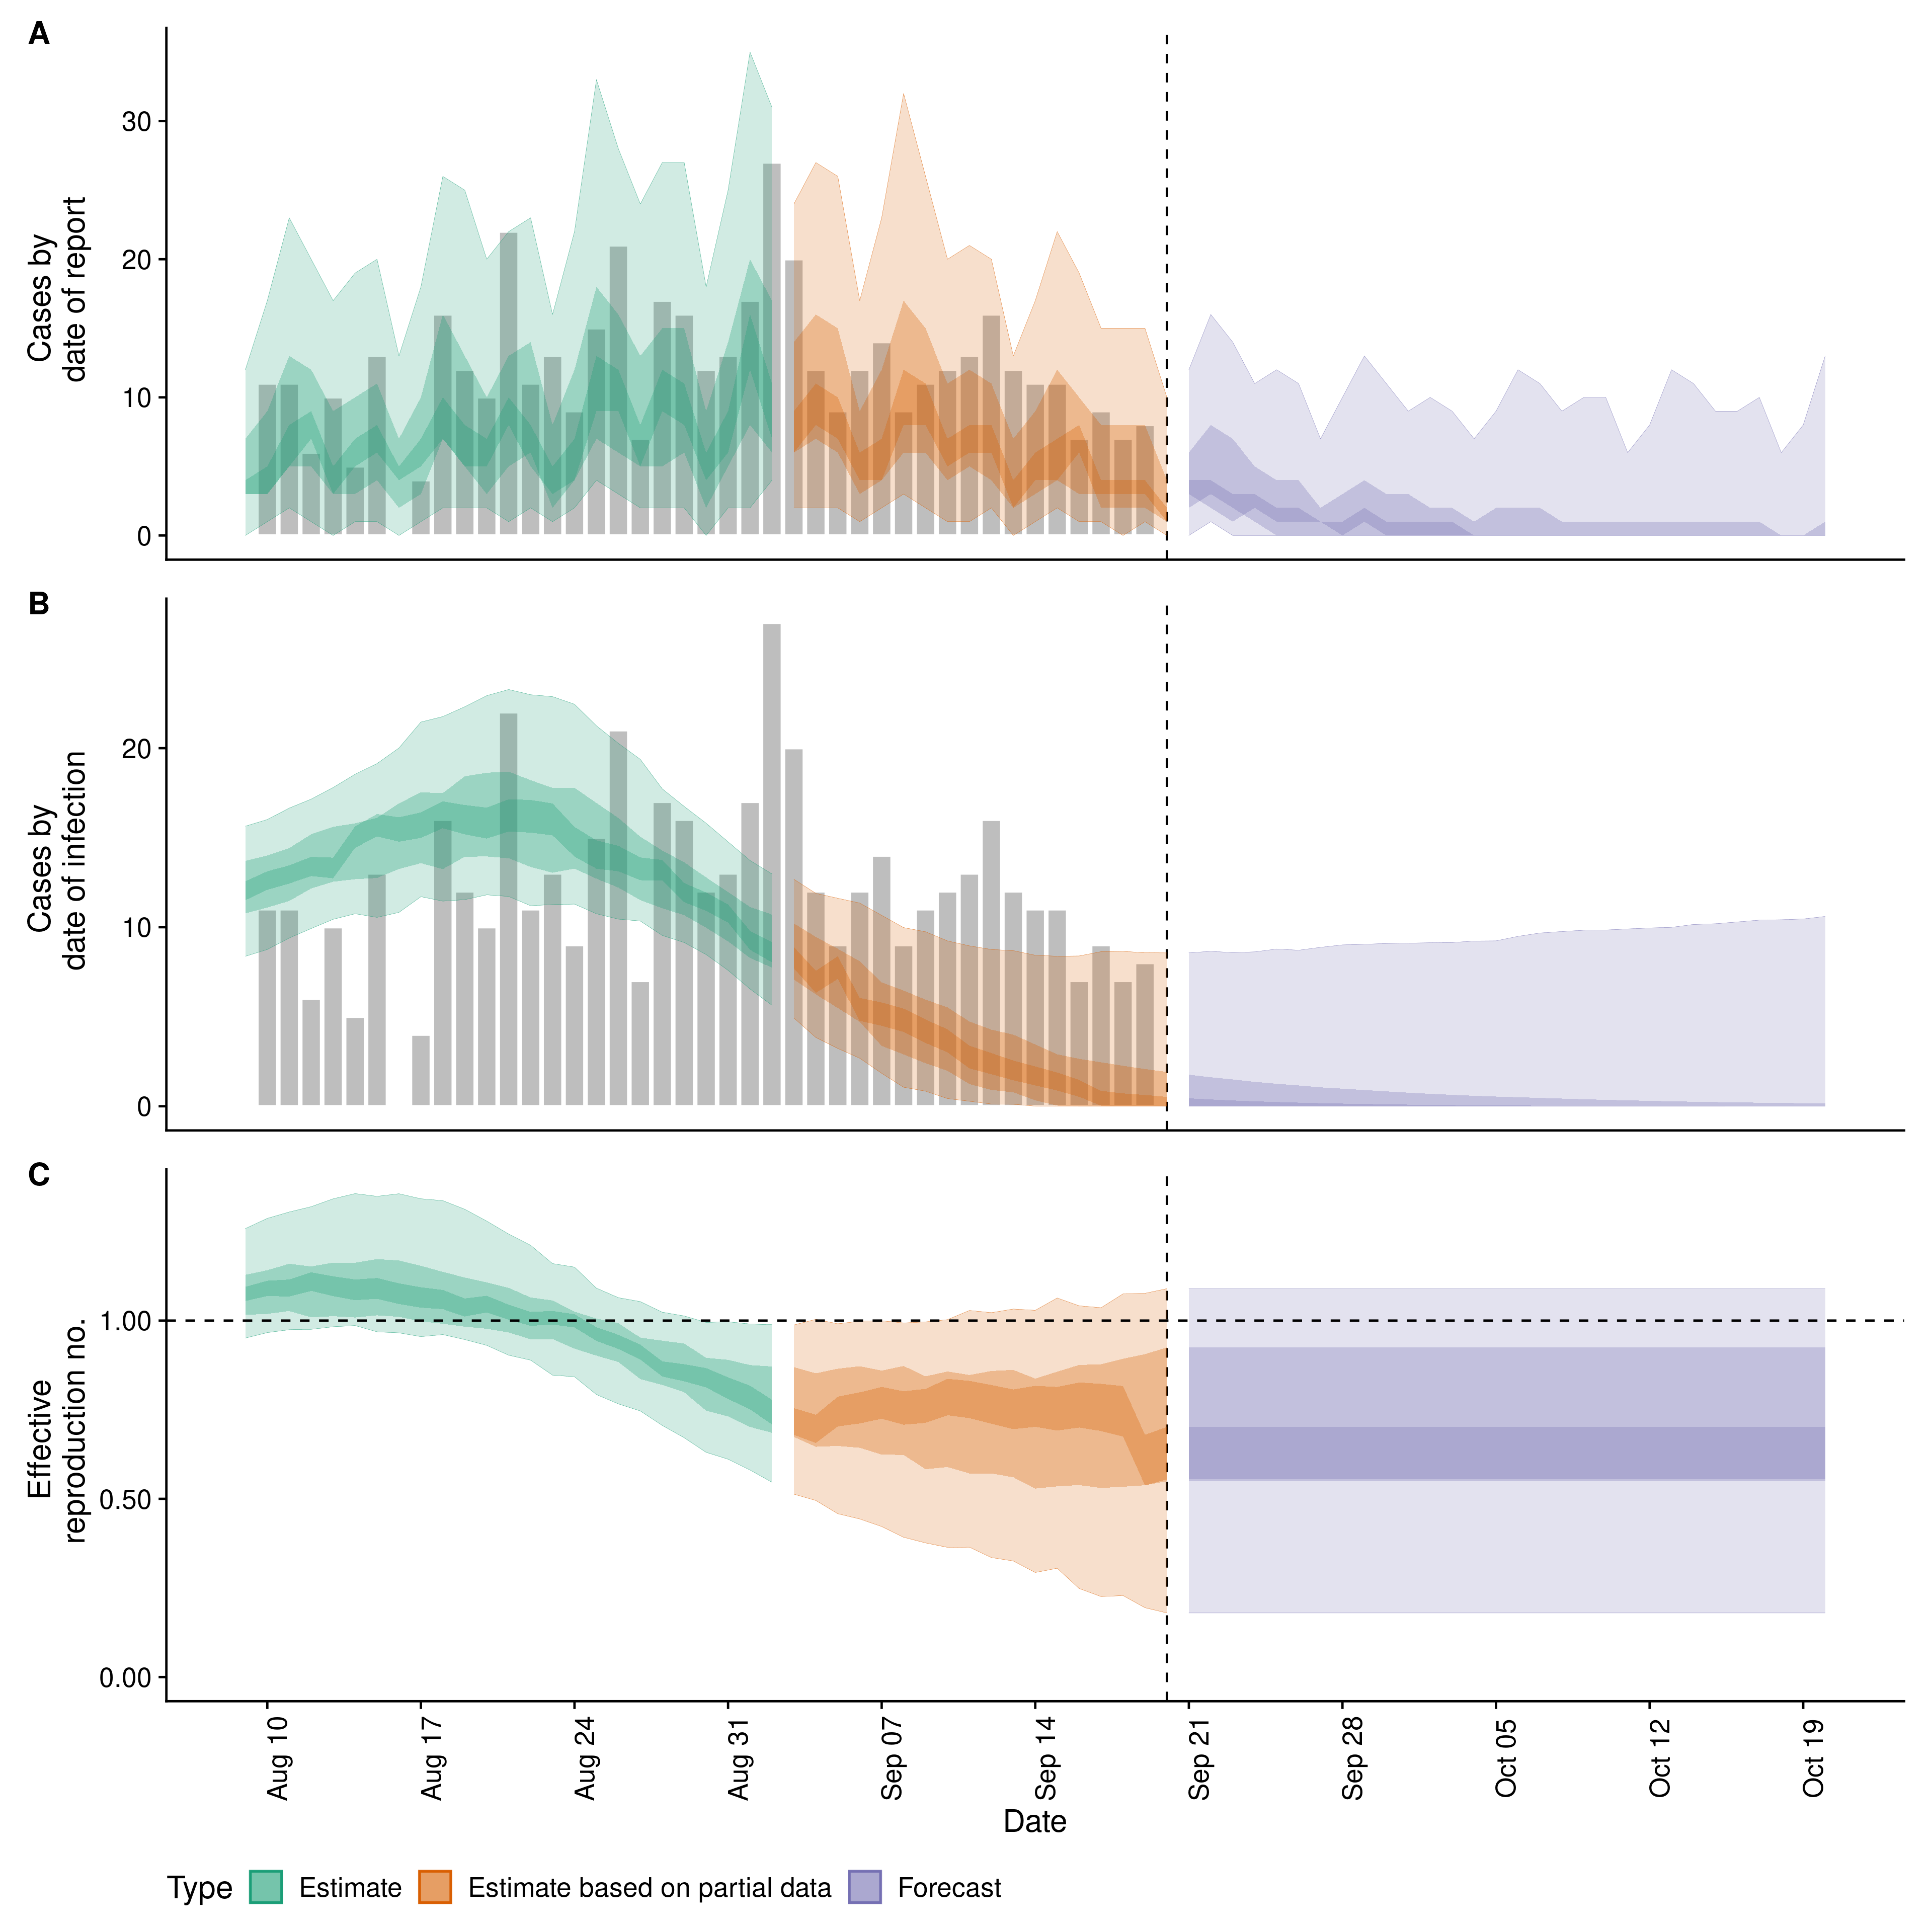 A
Cases by
date of report
30
20
10
0
B
Cases by
date of infection
20
10
0
C
Effective
reproduction no.
1.00
0.50
0.00
Aug 10
Aug 17
Aug 24
Aug 31
Sep 07
Sep 14
Sep 21
Sep 28
Oct 05
Oct 12
Oct 19
Date
Type
Estimate
Estimate based on partial data
Forecast